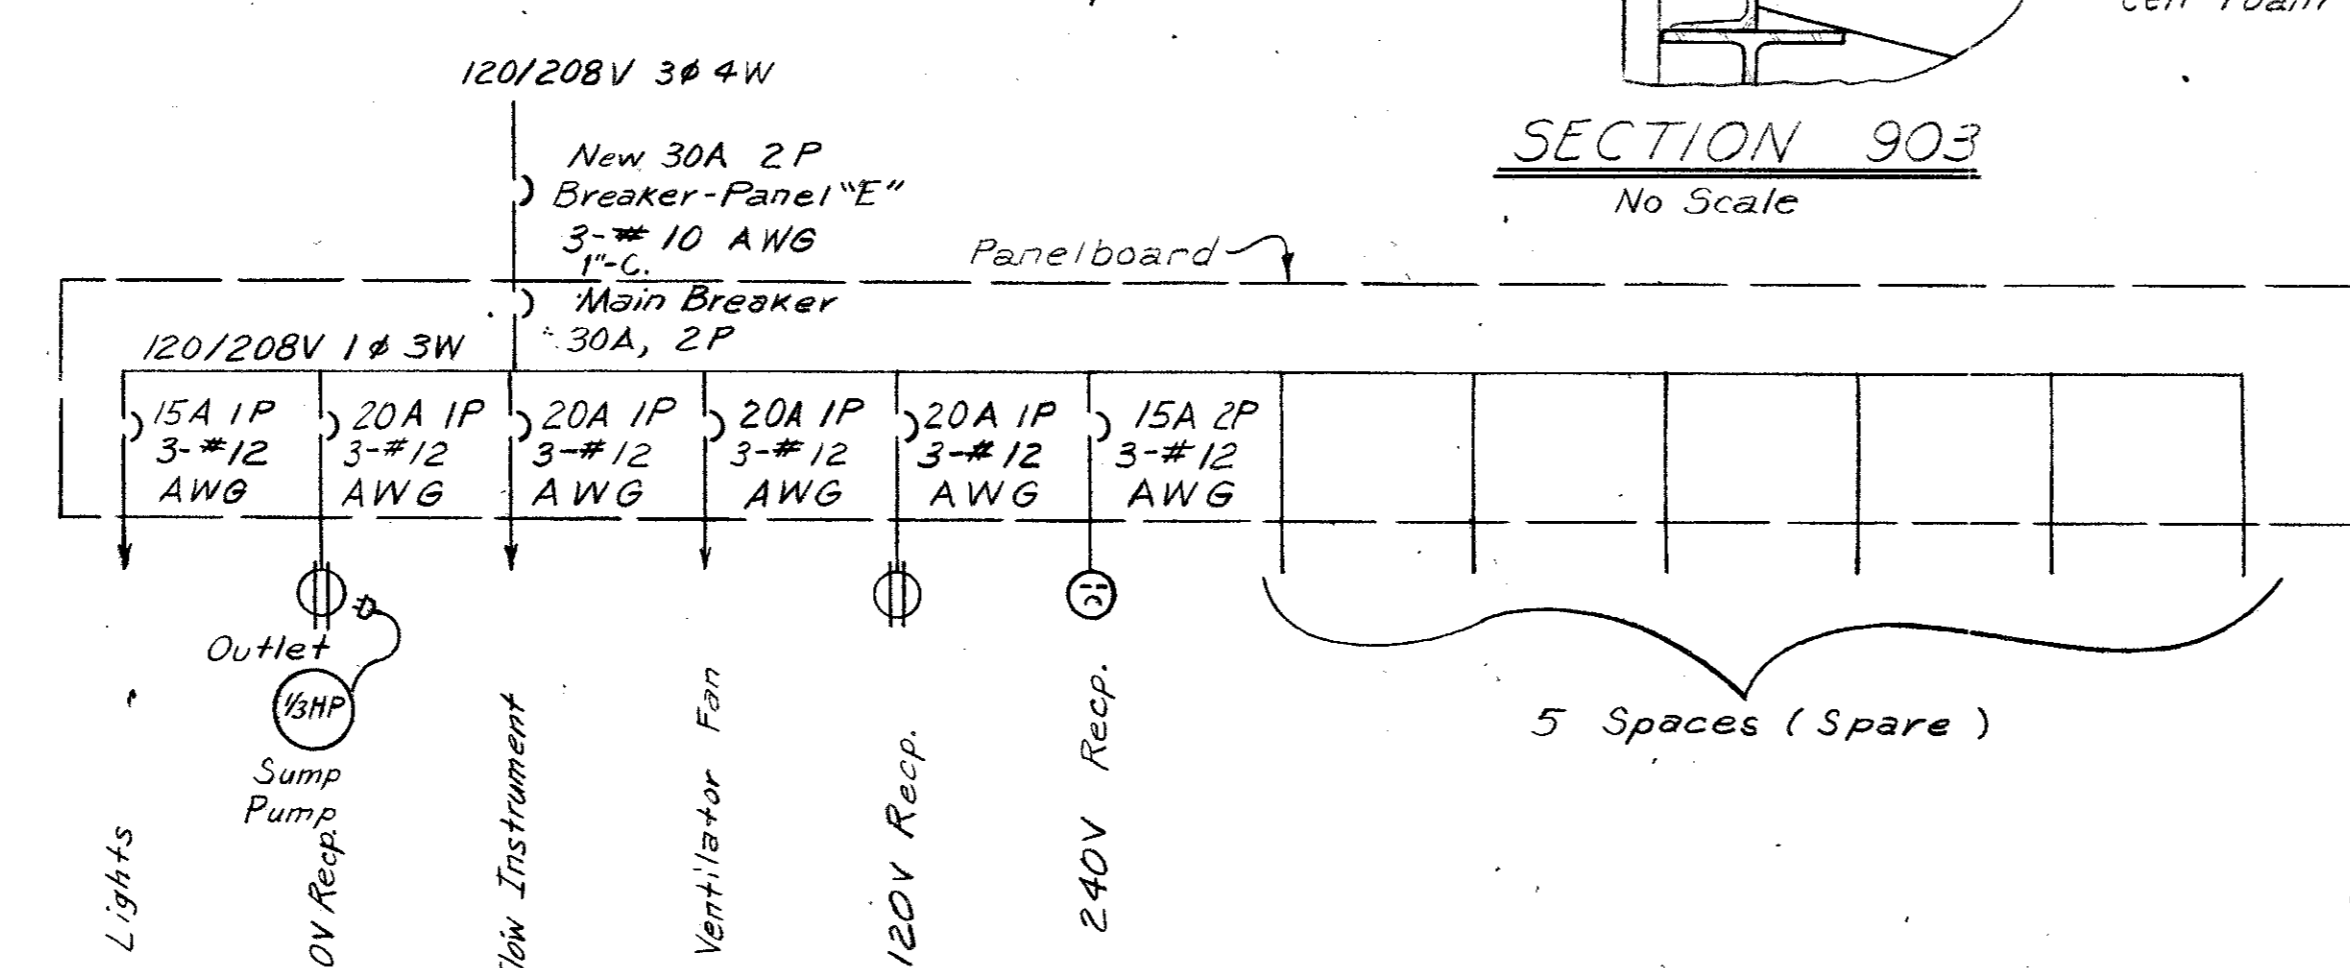 cell foam
120/208V 3ø 4W
New 30A 2P
Breaker-Panel "E"
3-#10 AWG
1"-C.
SECTION 903
No Scale
Panelboard
Main Breaker
30A, 2P
120/208V 1ø 3W
15A 1P
3-#12
AWG
20A 1P
3-#12
AWG
20A 1P
3-#12
AWG
20A 1P
3-#12
AWG
20A 1P
3-#12
AWG
15A 2P
3-#12
AWG
Outlet
1/3HP
Sump
Pump
Lights
0V Recp.
Flow Instrument
Ventilator Fan
120V Recp.
240V Recp.
5 Spaces (Spare)